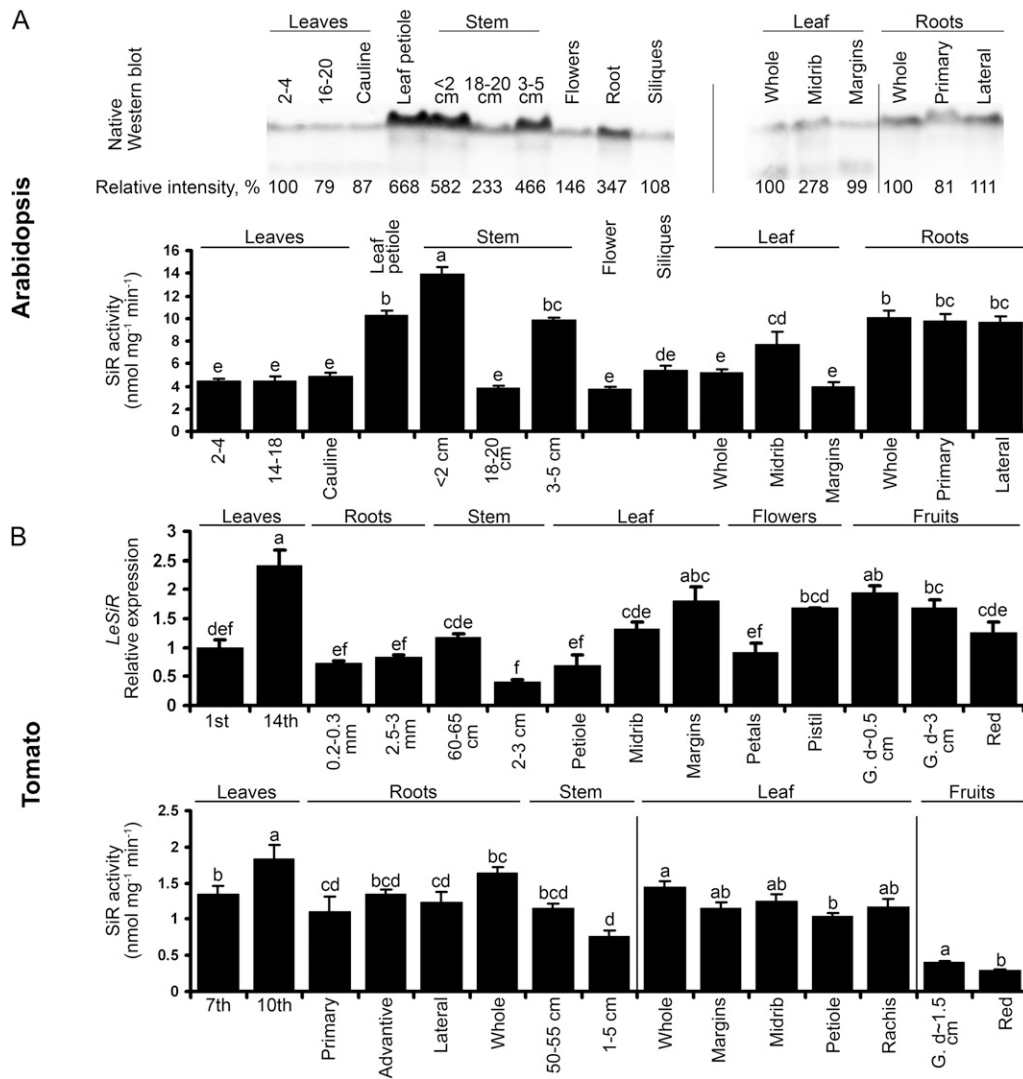 A
Leaves Stem Leaf Roots
2-4 16-20 Cauline Leaf petiole <2 cm 18-20 cm 3-5 cm Flowers Root Siliques Whole Midrib Margins Whole Primary Lateral
Native
Western blot
Relative intensity, % 100 79 87 668 582 233 466 146 347 108 100 278 99 100 81 111
Arabidopsis
Leaves Leaf petiole Stem Flower Siliques Leaf Roots
SiR activity
(nmol mg⁻¹ min⁻¹)
16
14
12
10
8
6
4
2
0
e e e b a e bc e de e cd e b bc bc
2-4 14-18 Cauline <2 cm 18-20 cm 3-5 cm Whole Midrib Margins Whole Primary Lateral
B
Leaves Roots Stem Leaf Flowers Fruits
LeSiR
Relative expression
3
2.5
2
1.5
1
0.5
0
def a ef ef cde f ef cde abc ef bcd ab bc cde
1st 14th 0.2-0.3 mm 2.5-3 mm 60-65 cm 2-3 cm Petiole Midrib Margins Petals Pistil G. d~0.5 cm G. d~3 cm Red
Tomato
Leaves Roots Stem Leaf Fruits
SiR activity
(nmol mg⁻¹ min⁻¹)
2.5
2
1.5
1
0.5
0
b a cd bcd cd bc bcd d a ab ab b ab a b
7th 10th Primary Advantive Lateral Whole 50-55 cm 1-5 cm Whole Margins Midrib Petiole Rachis G. d~1.5 cm Red